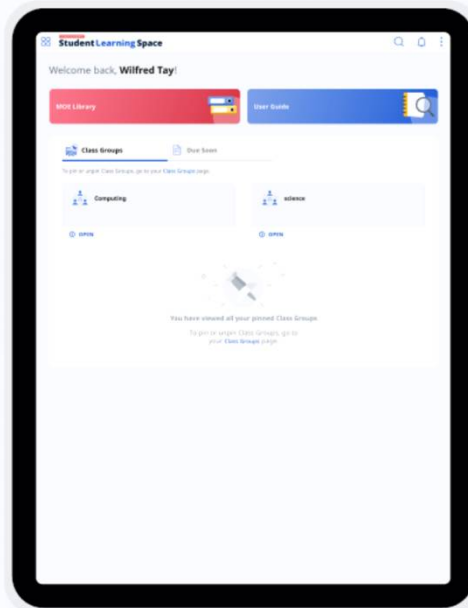 Student Learning Space
Welcome back, Wilfred Tay!
MOE Library
User Guide
Class Groups
Due Soon
To pin or unpin Class Groups, go to your Class Groups page.
Computing
science
OPEN
OPEN
You have viewed all your pinned Class Groups
To pin or unpin Class Groups, go to
your Class Groups page